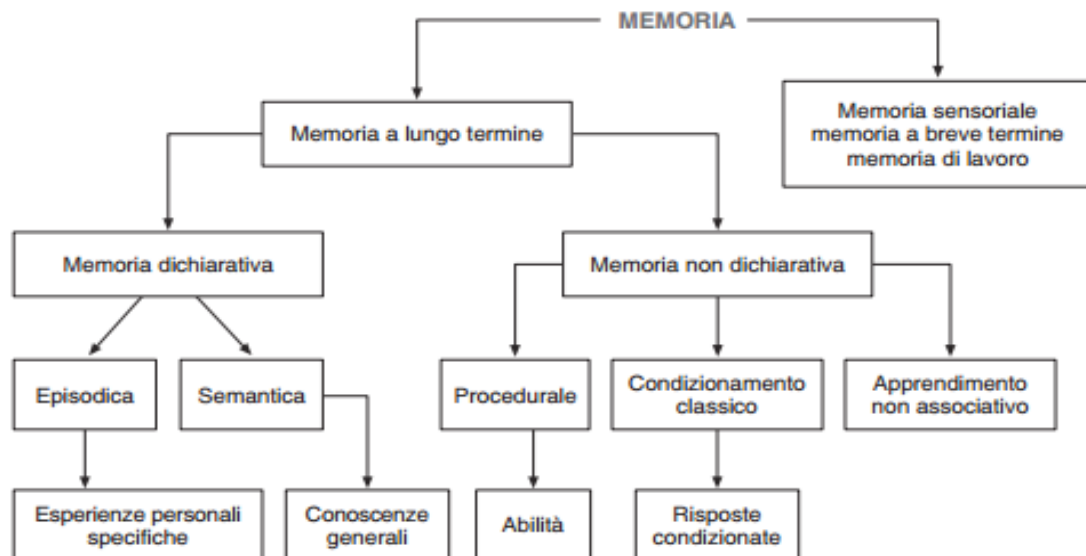 MEMORIA
Memoria sensoriale
memoria a breve termine
memoria di lavoro
Memoria a lungo termine
Memoria dichiarativa
Memoria non dichiarativa
Episodica
Semantica
Procedurale
Condizionamento
classico
Apprendimento
non associativo
Esperienze personali
specifiche
Conoscenze
generali
Abilità
Risposte
condizionate